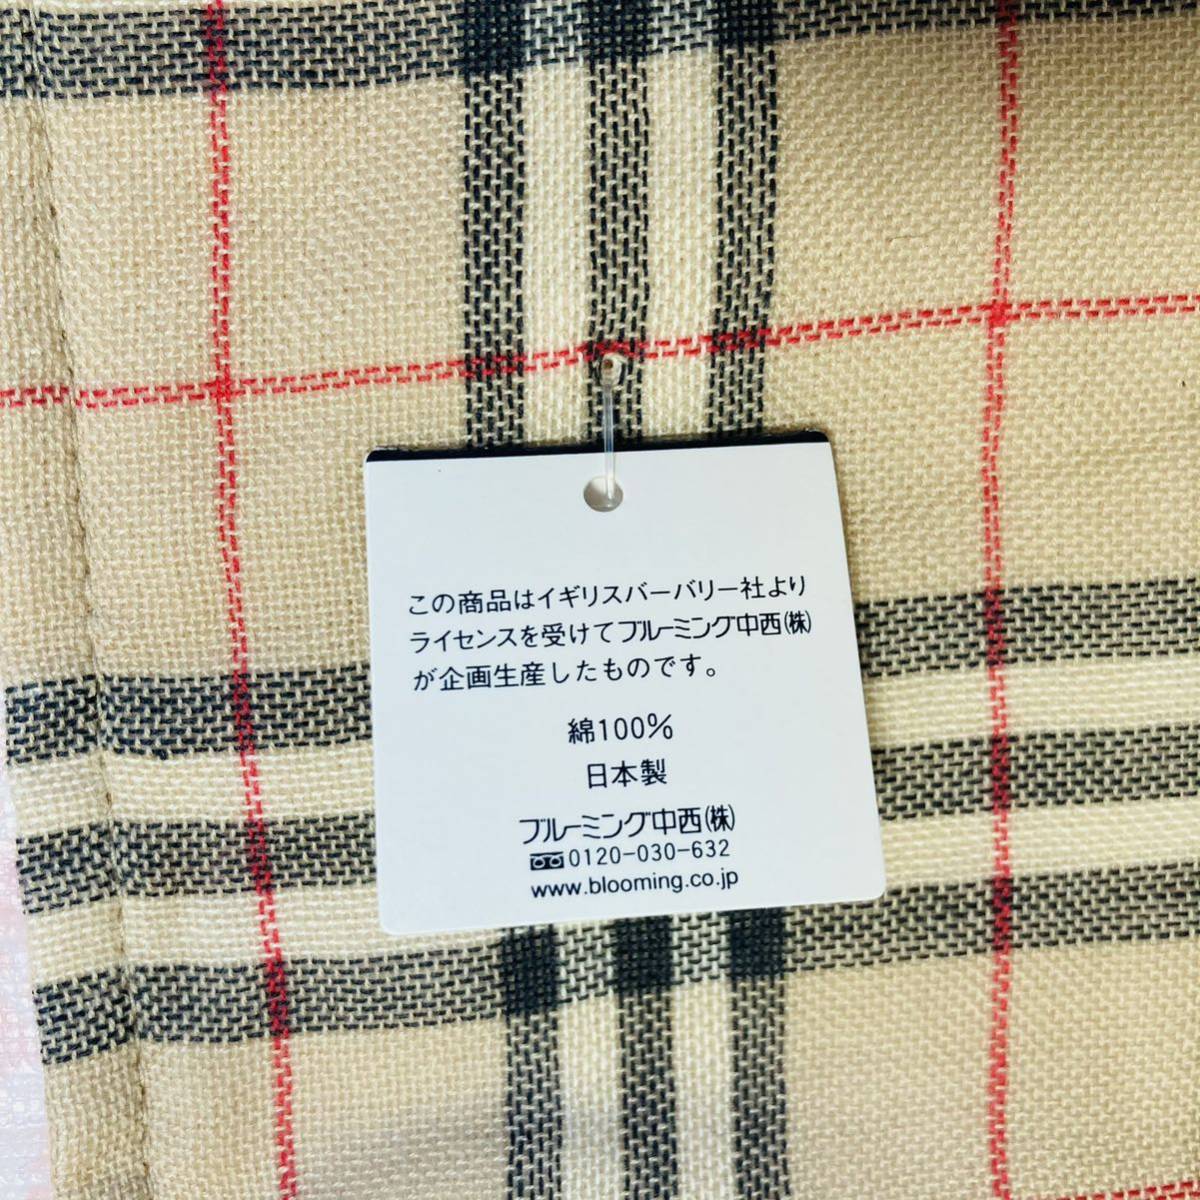 この商品はイギリスバーバリー社より
ライセンスを受けてブルーミング中西㈱
が企画生産したものです。
綿100%
日本製
ブルーミング中西㈱
0120-030-632
www.blooming.co.jp